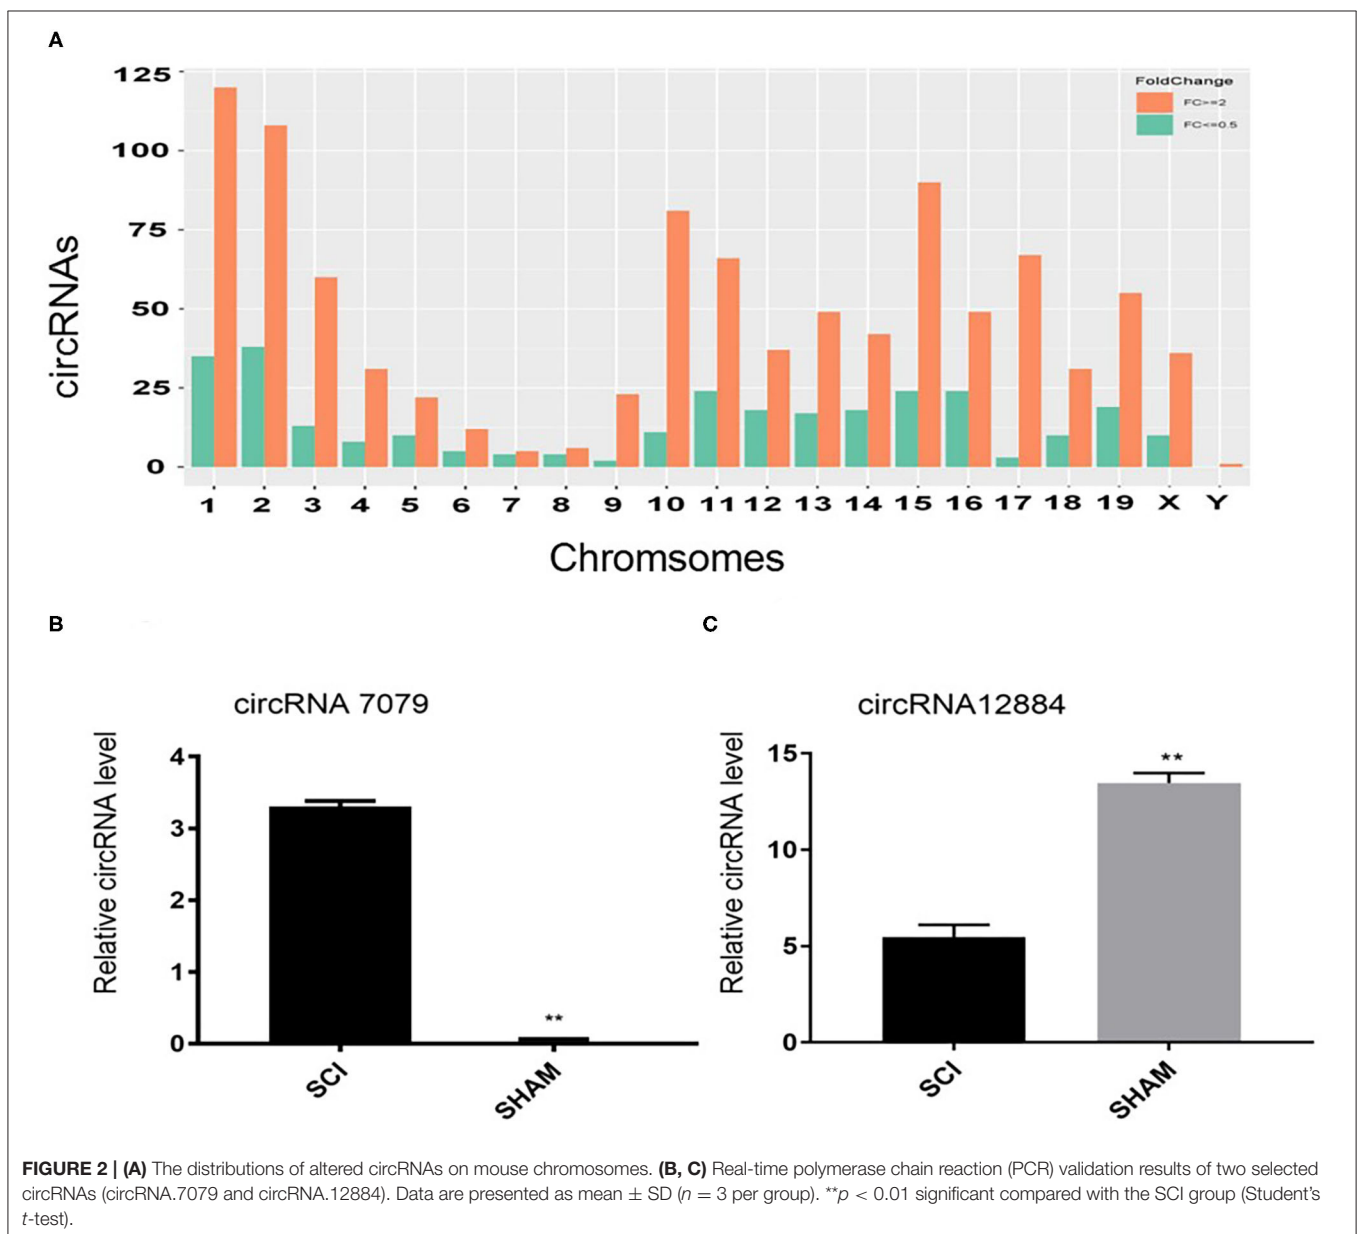 A
125
100
75
50
25
0
circRNAs
FoldChange
FC>=2
FC<=0.5
1 2 3 4 5 6 7 8 9 10 11 12 13 14 15 16 17 18 19 X Y
Chromsomes
B
circRNA 7079
Relative circRNA level
4
3
2
1
0
**
SCI
SHAM
C
circRNA12884
Relative circRNA level
15
10
5
0
**
SCI
SHAM
FIGURE 2 | (A) The distributions of altered circRNAs on mouse chromosomes. (B, C) Real-time polymerase chain reaction (PCR) validation results of two selected
circRNAs (circRNA.7079 and circRNA.12884). Data are presented as mean ± SD (n = 3 per group). **p < 0.01 significant compared with the SCI group (Student's
t-test).